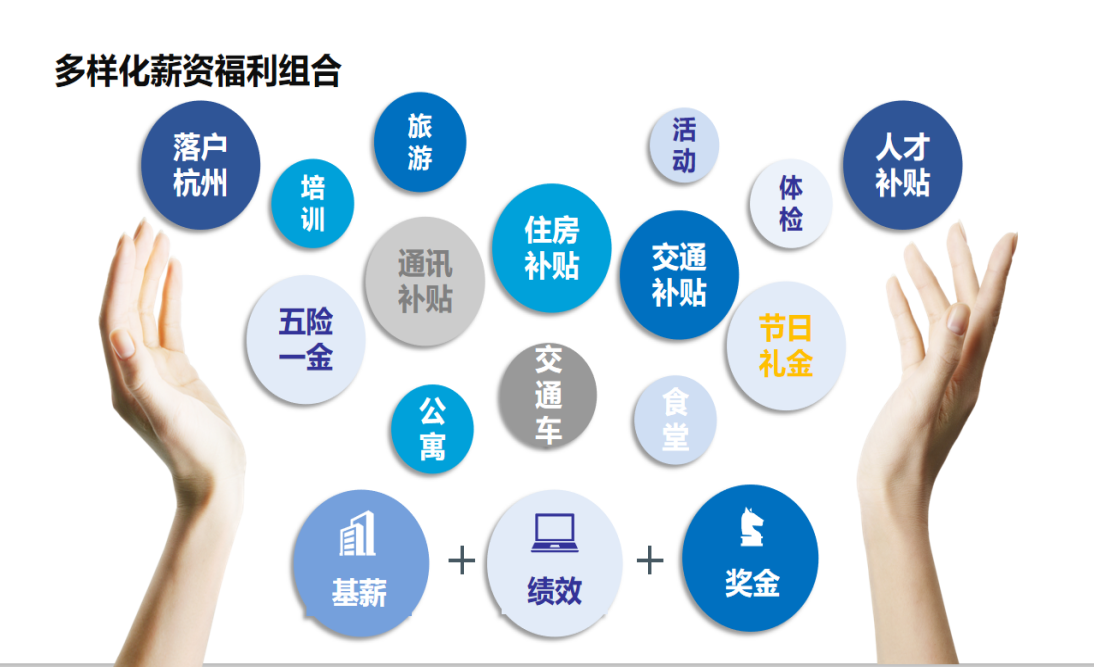 多样化薪资福利组合
落户
杭州
旅
游
活
动
人才
补贴
培
训
体
检
通讯
补贴
住房
补贴
交通
补贴
五险
一金
节日
礼金
公
寓
交
通
车
食
堂
基薪
+
绩效
+
奖金